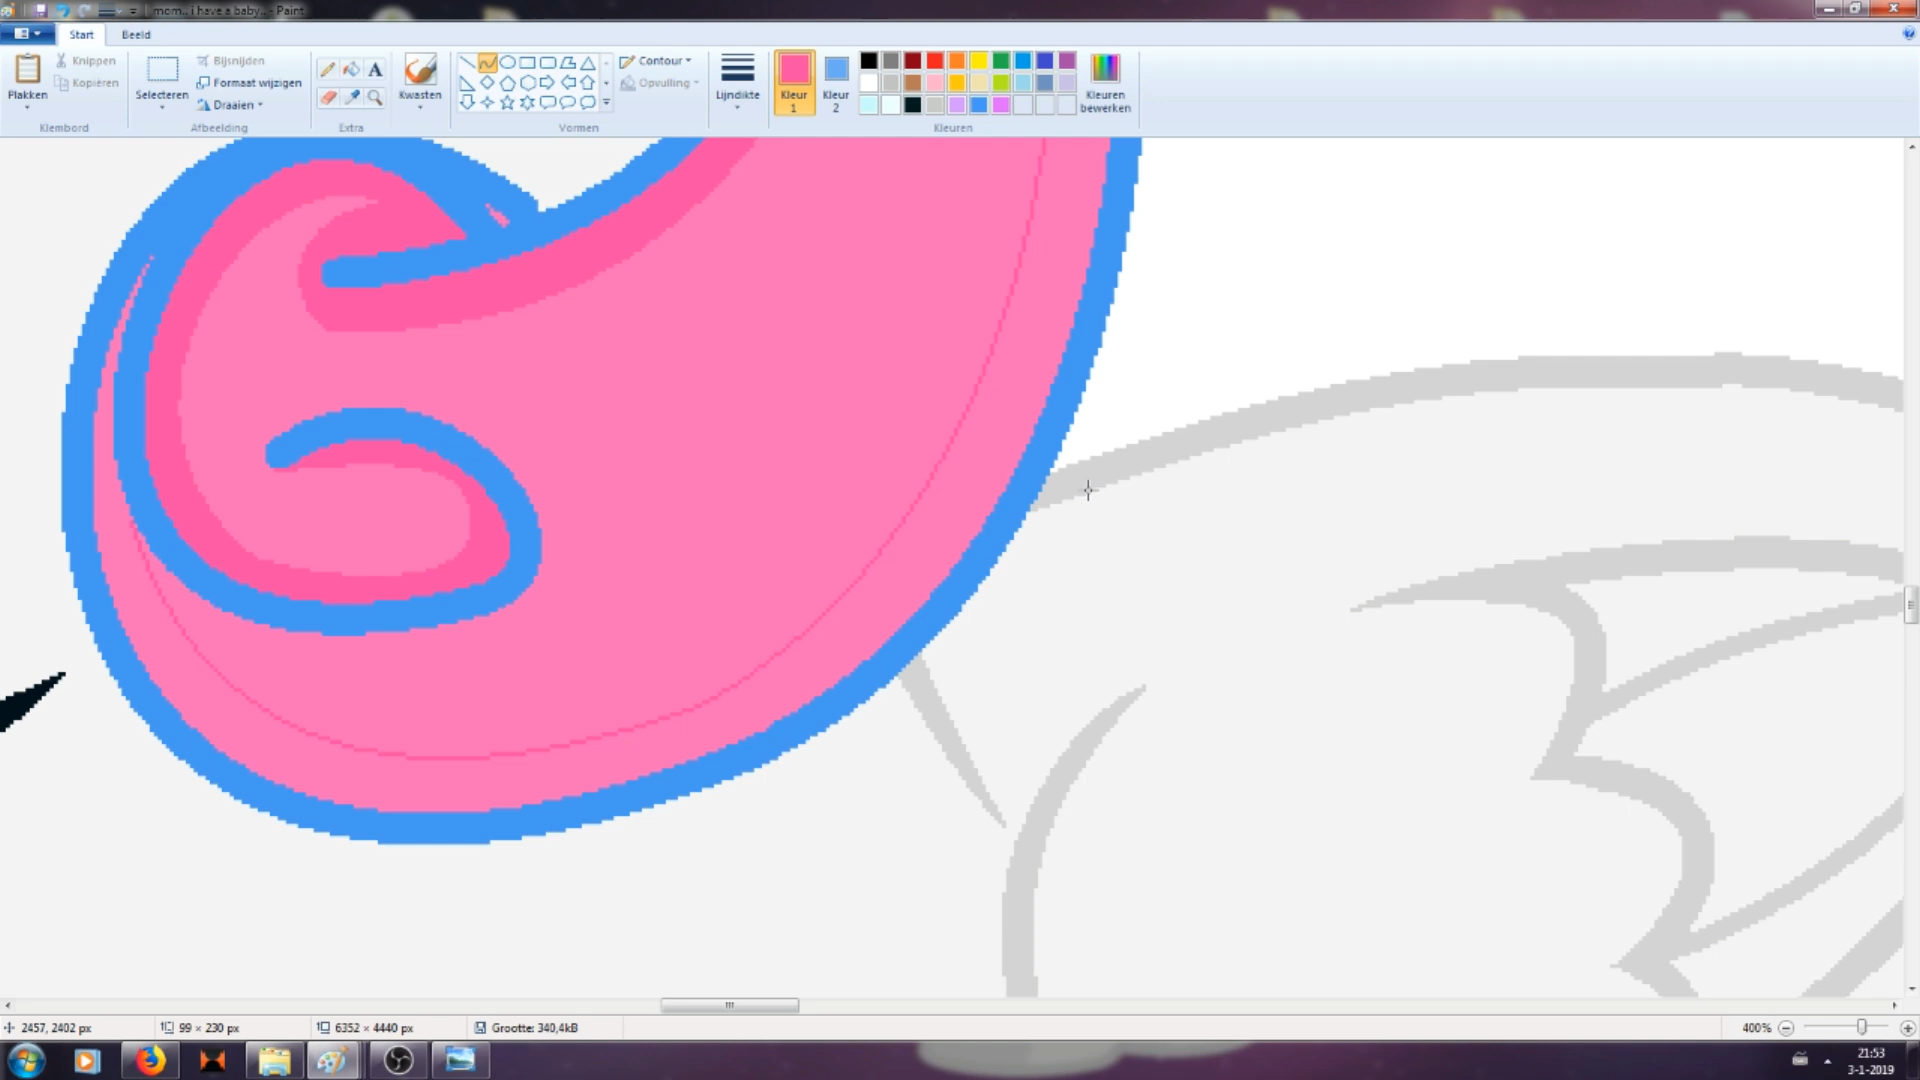 mom.. i have a baby.. - Paint
Start
Beeld
Plakken
Knippen
Kopiëren
Klembord
Selecteren
Bijsnijden
Formaat wijzigen
Draaien
Afbeelding
A
Extra
Kwasten
Contour
Opvulling
Vormen
Lijndikte
Kleur
1
Kleur
2
Kleuren
bewerken
Kleuren
2457, 2402 px
99 × 230 px
6352 × 4440 px
Grootte: 340,4kB
400%
21:53
3-1-2019